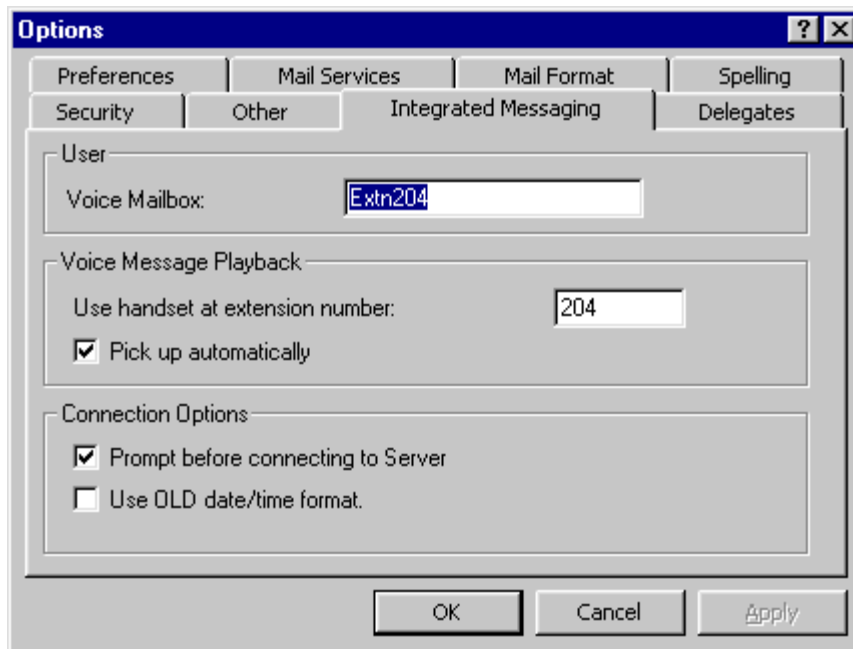 Options
Preferences Mail Services Mail Format Spelling
Security Other Integrated Messaging Delegates
User
Voice Mailbox: Extn204
Voice Message Playback
Use handset at extension number: 204
Pick up automatically
Connection Options
Prompt before connecting to Server
Use OLD date/time format.
OK Cancel Apply